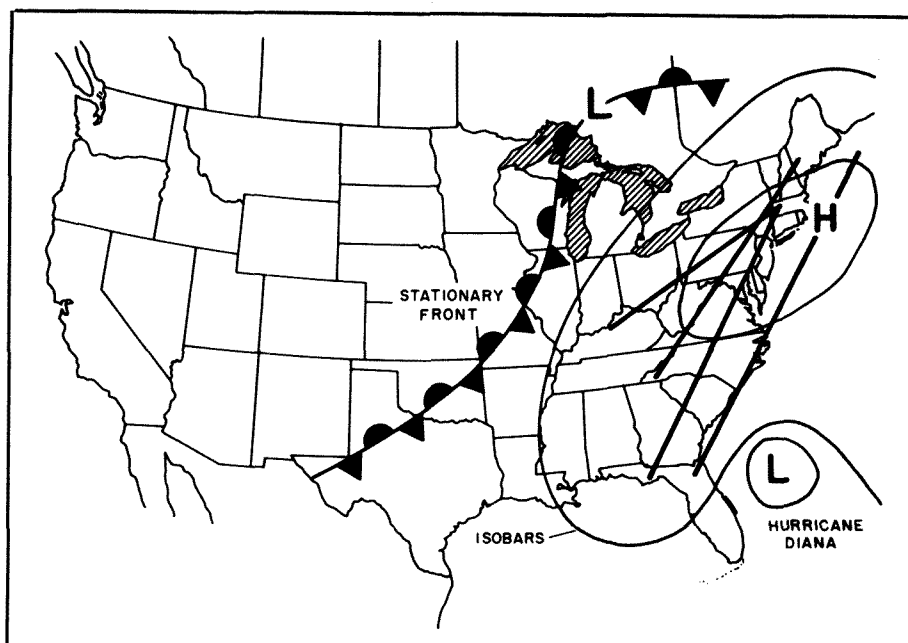 L
H
STATIONARY
FRONT
L
ISOBARS
HURRICANE
DIANA